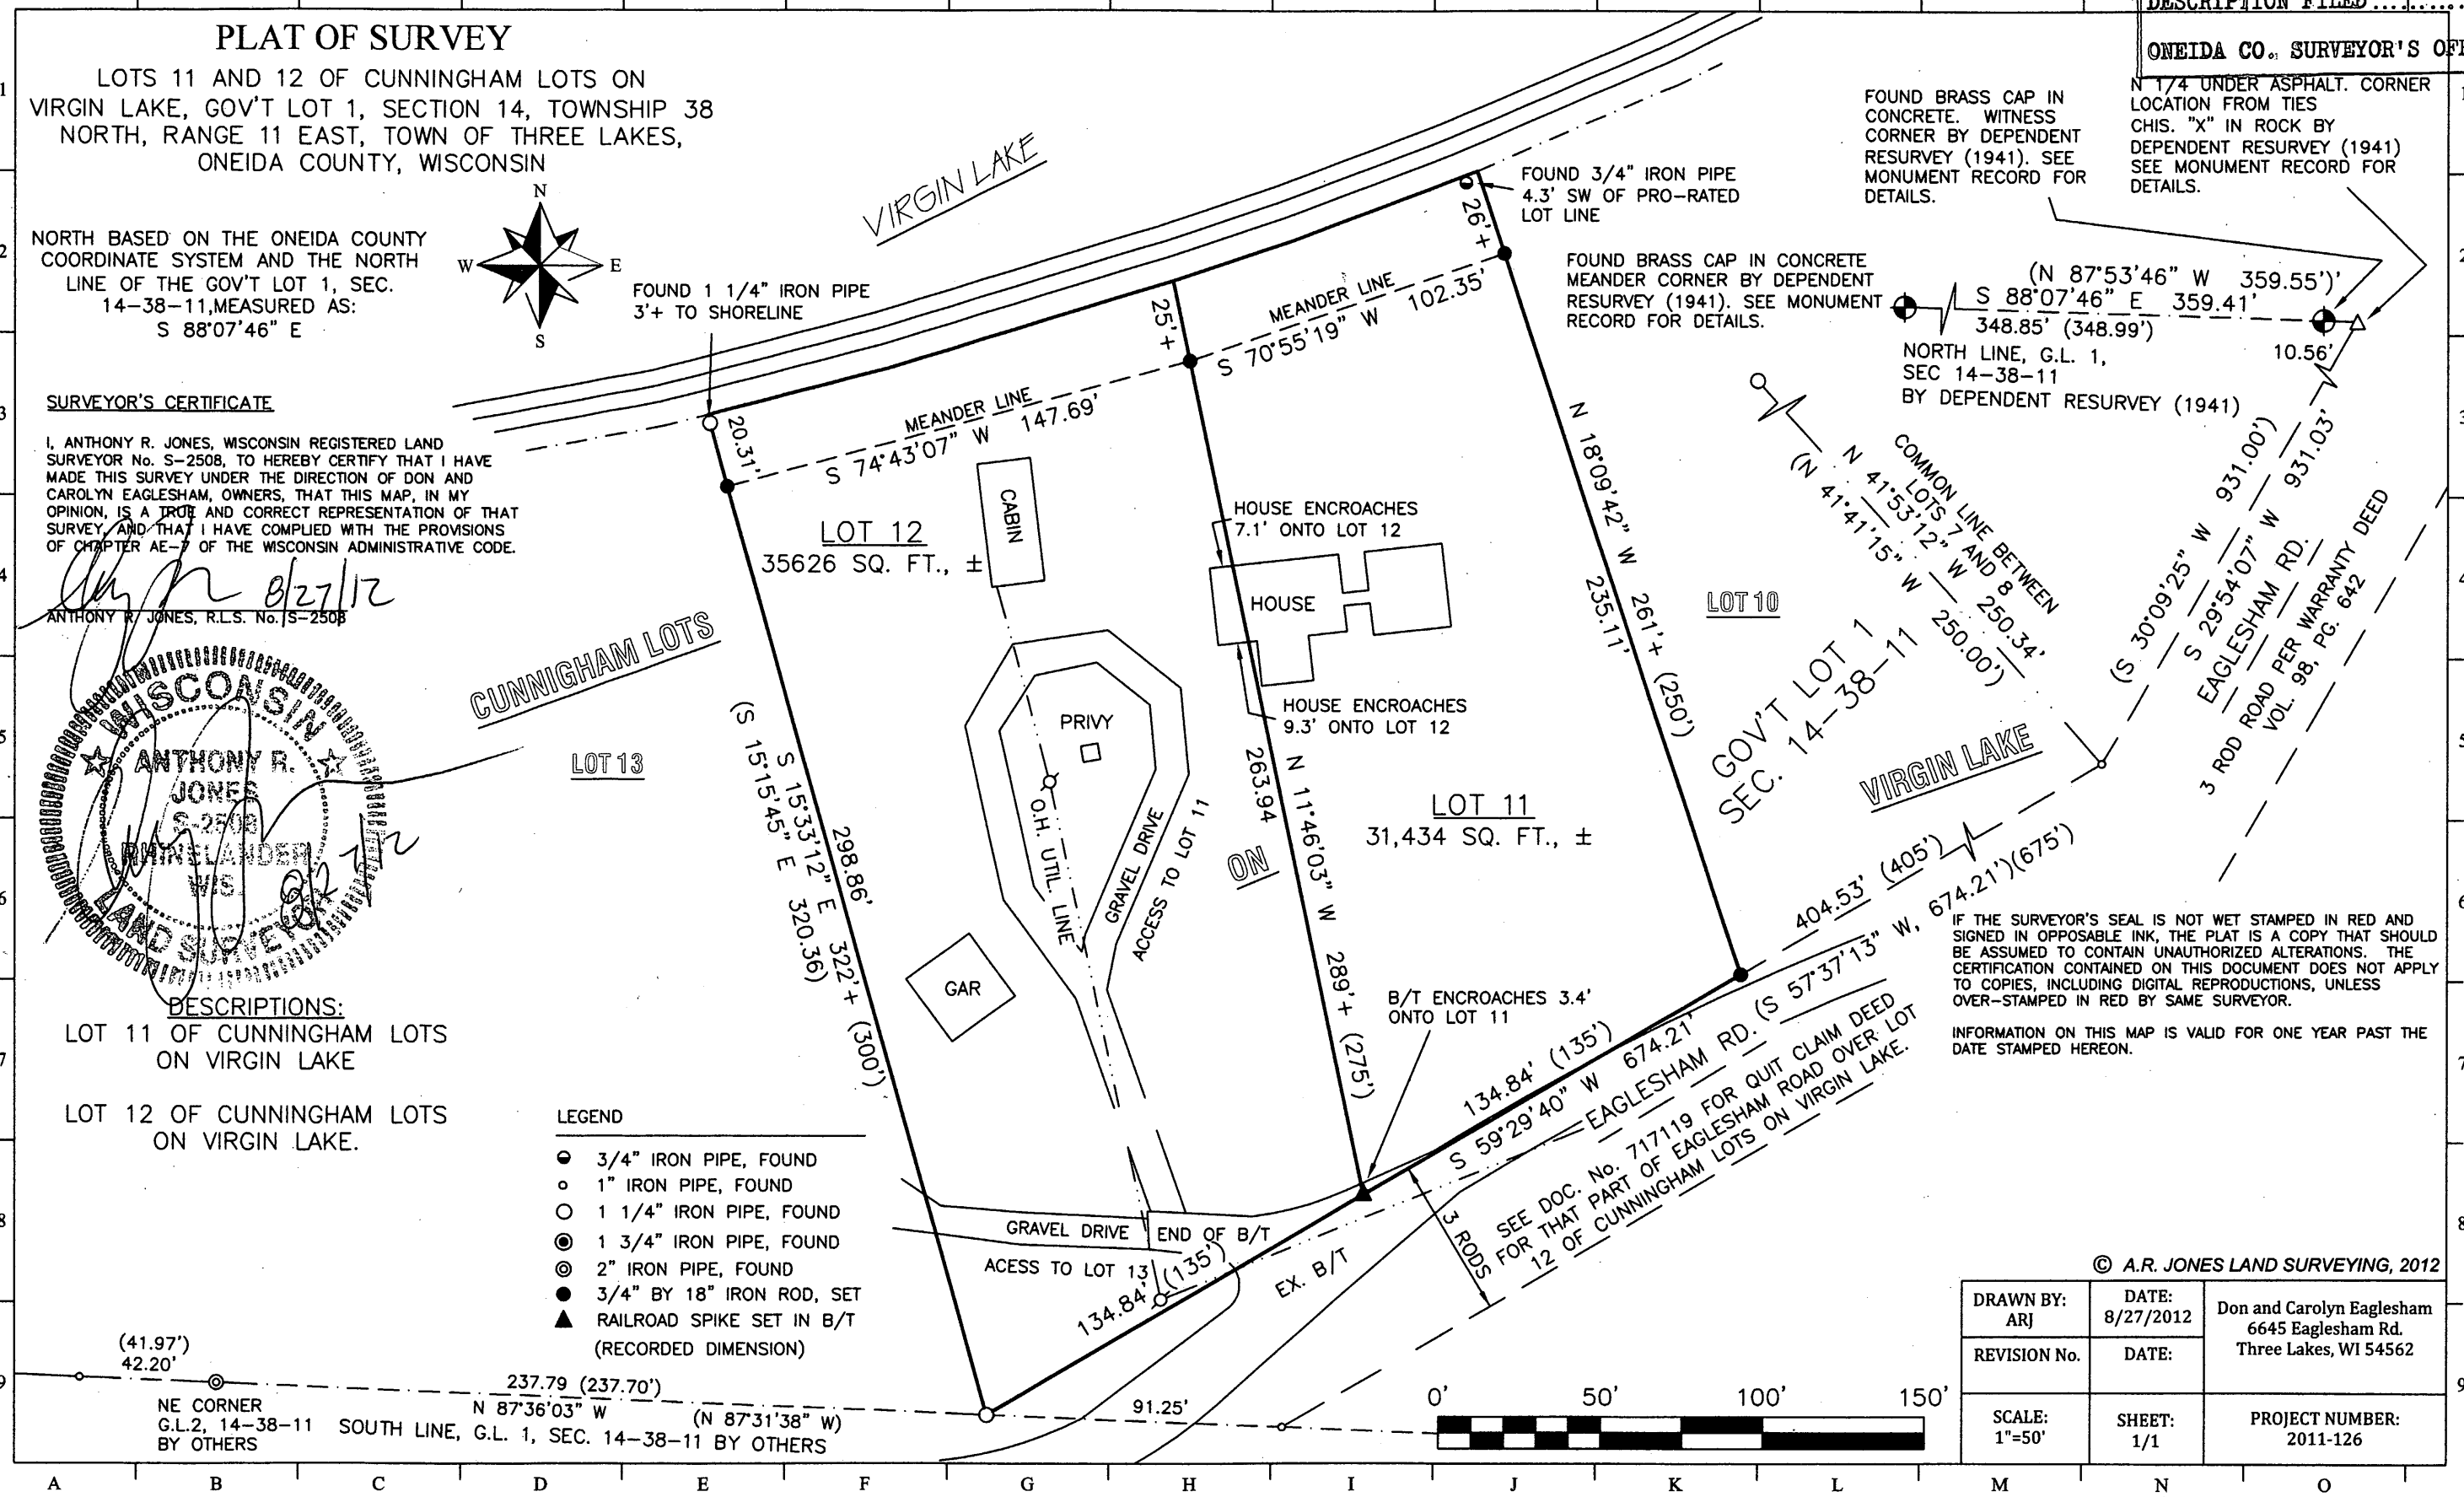 DESCRIPTION FILED
ONEIDA CO. SURVEYOR'S
PLAT OF SURVEY
LOTS 11 AND 12 OF CUNNINGHAM LOTS ON
VIRGIN LAKE, GOV'T LOT 1, SECTION 14, TOWNSHIP 38
NORTH, RANGE 11 EAST, TOWN OF THREE LAKES,
ONEIDA COUNTY, WISCONSIN
NORTH BASED ON THE ONEIDA COUNTY
COORDINATE SYSTEM AND THE NORTH
LINE OF THE GOV'T LOT 1, SEC.
14-38-11,MEASURED AS:
S 88°07'46" E
N
W
E
S
VIRGIN LAKE
FOUND 1 1/4" IRON PIPE
3'+ TO SHORELINE
FOUND 3/4" IRON PIPE
4.3' SW OF PRO-RATED
LOT LINE
FOUND BRASS CAP IN
CONCRETE. WITNESS
CORNER BY DEPENDENT
RESURVEY (1941). SEE
MONUMENT RECORD FOR
DETAILS.
N 1/4 UNDER ASPHALT. CORNER
LOCATION FROM TIES
CHIS. "X" IN ROCK BY
DEPENDENT RESURVEY (1941)
SEE MONUMENT RECORD FOR
DETAILS.
FOUND BRASS CAP IN CONCRETE
MEANDER CORNER BY DEPENDENT
RESURVEY (1941). SEE MONUMENT
RECORD FOR DETAILS.
(N 87°53'46" W 359.55')'
S 88°07'46" E 359.41'
348.85' (348.99')
10.56'
NORTH LINE, G.L. 1,
SEC 14-38-11
BY DEPENDENT RESURVEY (1941)
SURVEYOR'S CERTIFICATE
I, ANTHONY R. JONES, WISCONSIN REGISTERED LAND
SURVEYOR No. S-2508, TO HEREBY CERTIFY THAT I HAVE
MADE THIS SURVEY UNDER THE DIRECTION OF DON AND
CAROLYN EAGLESHAM, OWNERS, THAT THIS MAP, IN MY
OPINION, IS A TRUE AND CORRECT REPRESENTATION OF THAT
SURVEY, AND THAT I HAVE COMPLIED WITH THE PROVISIONS
OF CHAPTER AE-7 OF THE WISCONSIN ADMINISTRATIVE CODE.
8/27/12
ANTHONY R. JONES, R.L.S. No. S-2508
WISCONSIN
ANTHONY R.
JONES
S-2508
RHINELANDER,
WIS.
LAND SURVEYOR
DESCRIPTIONS:
LOT 11 OF CUNNINGHAM LOTS
ON VIRGIN LAKE
LOT 12 OF CUNNINGHAM LOTS
ON VIRGIN LAKE.
26'+
25'+
20.31'
MEANDER LINE
S 70°55'19" W 102.35'
MEANDER LINE
S 74°43'07" W 147.69'
CABIN
LOT 12
35626 SQ. FT., ±
HOUSE ENCROACHES
7.1' ONTO LOT 12
HOUSE
HOUSE ENCROACHES
9.3' ONTO LOT 12
CUNNIGHAM LOTS
LOT 13
S 15°33'12" E 322'+ (300')
298.86'
(S 15°15'45" E 320.36)
PRIVY
O.H. UTIL. LINE
GRAVEL DRIVE
ACCESS TO LOT 11
ON
GAR
263.94
N 11°46'03" W 289'+ (275')
LOT 11
31,434 SQ. FT., ±
N 18°09'42" W 261'+ (250')
235.11'
LOT 10
GOV'T LOT 1
SEC. 14-38-11
VIRGIN LAKE
COMMON LINE BETWEEN
LOTS 7 AND 8
N 41°53'12" W 250.34'
(N 41°41'15" W 250.00')
(S 30°09'25" W 931.00')
S 29°54'07" W 931.03'
EAGLESHAM RD.
3 ROD ROAD PER WARRANTY DEED
VOL. 98, PG. 642
404.53' (405')
(S 57°37'13" W, 674.21')(675')
134.84' (135')
S 59°29'40" W 674.21'
EAGLESHAM RD.
SEE DOC. No. 717119 FOR QUIT CLAIM DEED
FOR THAT PART OF EAGLESHAM ROAD OVER LOT
12 OF CUNNINGHAM LOTS ON VIRGIN LAKE.
3 RODS
B/T ENCROACHES 3.4'
ONTO LOT 11
GRAVEL DRIVE
END OF B/T
ACESS TO LOT 13
134.84' (135')
EX. B/T
IF THE SURVEYOR'S SEAL IS NOT WET STAMPED IN RED AND
SIGNED IN OPPOSABLE INK, THE PLAT IS A COPY THAT SHOULD
BE ASSUMED TO CONTAIN UNAUTHORIZED ALTERATIONS. THE
CERTIFICATION CONTAINED ON THIS DOCUMENT DOES NOT APPLY
TO COPIES, INCLUDING DIGITAL REPRODUCTIONS, UNLESS
OVER-STAMPED IN RED BY SAME SURVEYOR.
INFORMATION ON THIS MAP IS VALID FOR ONE YEAR PAST THE
DATE STAMPED HEREON.
LEGEND
3/4" IRON PIPE, FOUND
1" IRON PIPE, FOUND
1 1/4" IRON PIPE, FOUND
1 3/4" IRON PIPE, FOUND
2" IRON PIPE, FOUND
3/4" BY 18" IRON ROD, SET
RAILROAD SPIKE SET IN B/T
(RECORDED DIMENSION)
(41.97')
42.20'
NE CORNER
G.L.2, 14-38-11
BY OTHERS
237.79 (237.70')
N 87°36'03" W
(N 87°31'38" W)
SOUTH LINE, G.L. 1, SEC. 14-38-11 BY OTHERS
91.25'
0' 50' 100' 150'
© A.R. JONES LAND SURVEYING, 2012
DRAWN BY:
ARJ
DATE:
8/27/2012
Don and Carolyn Eaglesham
6645 Eaglesham Rd.
Three Lakes, WI 54562
REVISION No.
DATE:
SCALE:
1"=50'
SHEET:
1/1
PROJECT NUMBER:
2011-126
1
1
2
2
3
3
4
4
5
5
6
6
7
7
8
8
9
9
A B C D E F G H I J K L M N O